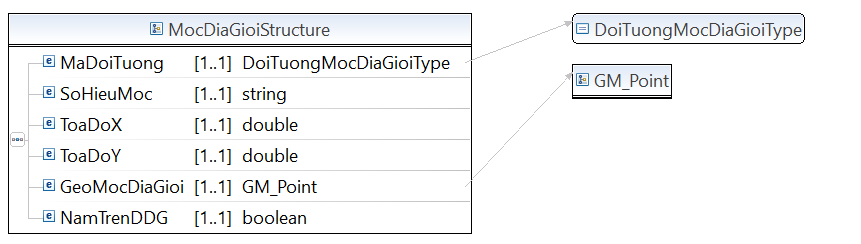 MocDiaGioiStructure
MaDoiTuong [1..1] DoiTuongMocDiaGioiType
SoHieuMoc [1..1] string
ToaDoX [1..1] double
ToaDoY [1..1] double
GeoMocDiaGioi [1..1] GM_Point
NamTrenDDG [1..1] boolean
DoiTuongMocDiaGioiType
GM_Point